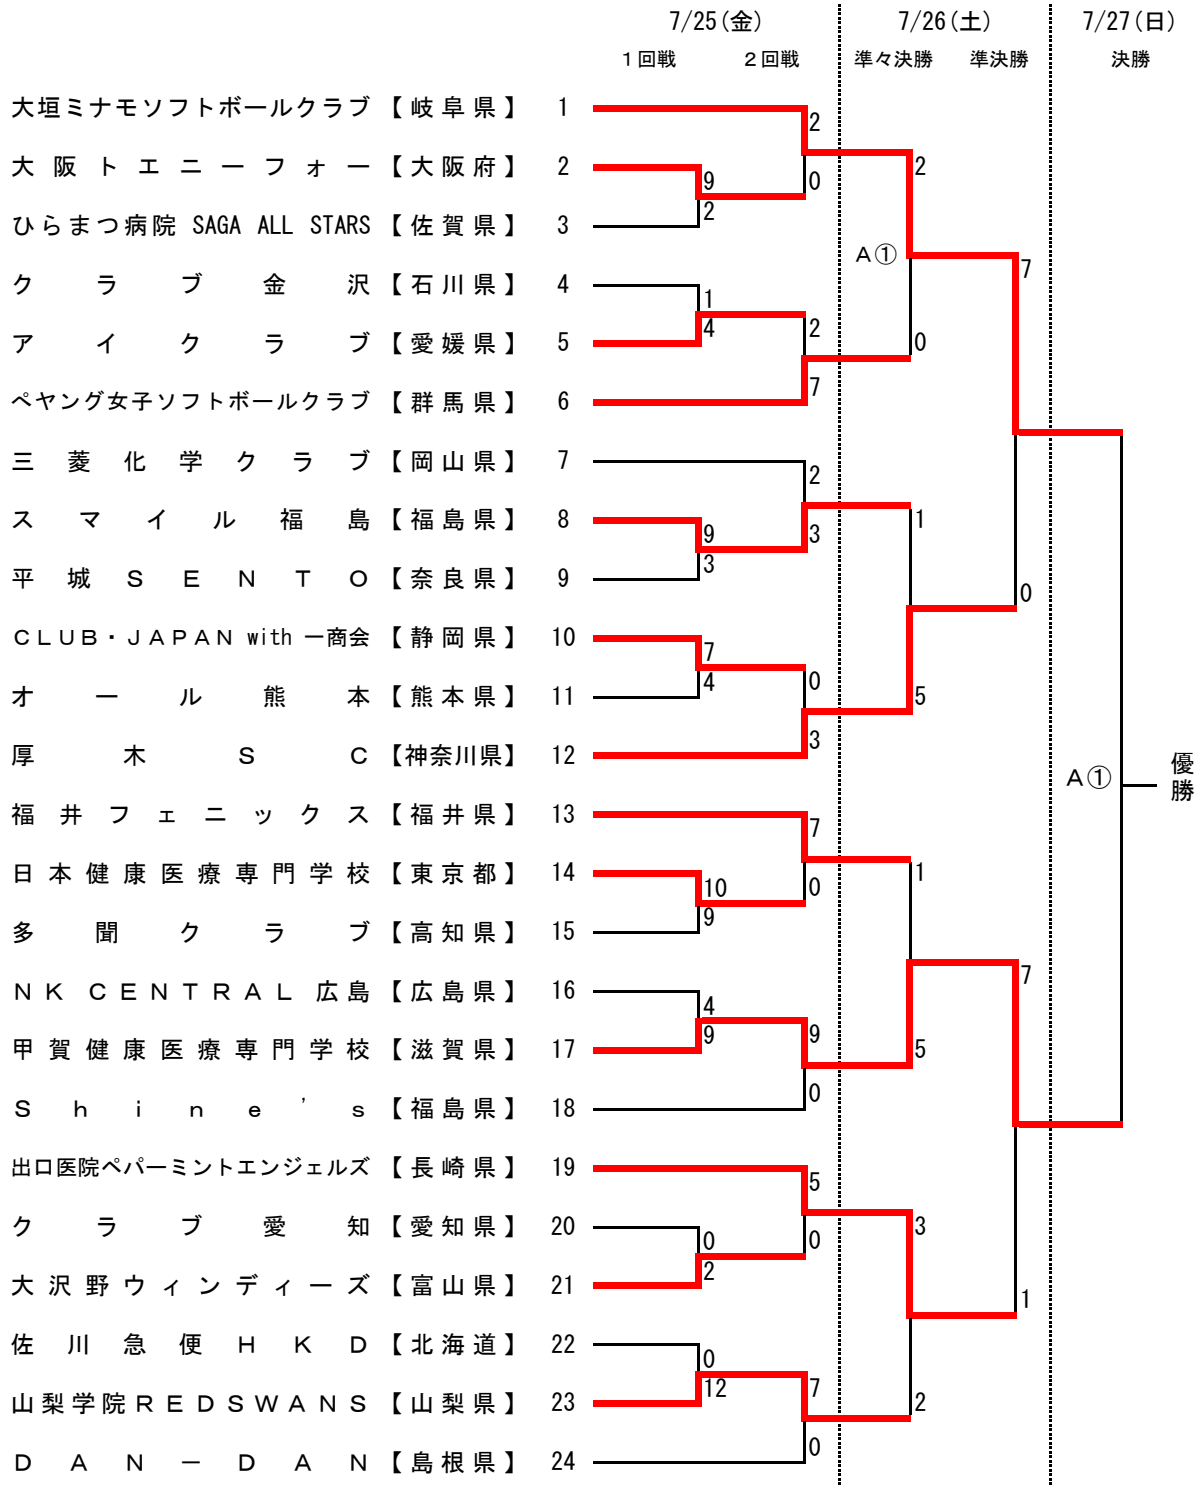 7/25(金) 7/26(土) 7/27(日)
1回戦 2回戦 準々決勝 準決勝 決勝
大垣ミナモソフトボールクラブ 【岐阜県】 1
2
大阪トエニーフォー 【大阪府】 2
2
9
0
ひらまつ病院 SAGA ALL STARS 【佐賀県】 3
2
A①
7
クラブ金沢 【石川県】 4
1
アイクラブ 【愛媛県】 5
4
2
0
ペヤング女子ソフトボールクラブ 【群馬県】 6
7
三菱化学クラブ 【岡山県】 7
2
スマイル福島 【福島県】 8
1
9
3
平城SENTO 【奈良県】 9
3
0
CLUB・JAPAN with 一商会 【静岡県】 10
7
オール熊本 【熊本県】 11
4
0
5
厚木SC 【神奈川県】 12
3
A①
優勝
福井フェニックス 【福井県】 13
7
日本健康医療専門学校 【東京都】 14
1
10
0
多聞クラブ 【高知県】 15
9
7
NK CENTRAL 広島 【広島県】 16
4
甲賀健康医療専門学校 【滋賀県】 17
9
9
5
Shine's 【福島県】 18
0
出口医院ペパーミントエンジェルズ 【長崎県】 19
5
クラブ愛知 【愛知県】 20
3
0
0
大沢野ウィンディーズ 【富山県】 21
2
1
佐川急便HKD 【北海道】 22
0
山梨学院REDSWANS 【山梨県】 23
12
7
2
DAN－DAN 【島根県】 24
0